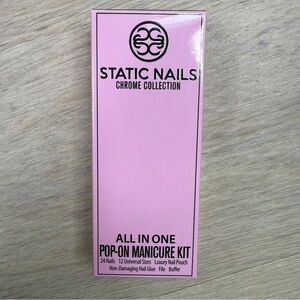 STATIC NAILS
CHROME COLLECTION
ALL IN ONE
POP-ON MANICURE KIT
24 Nails 12 Universal Sizes Luxury Nail Pouch
Non-Damaging Nail Glue File Buffer